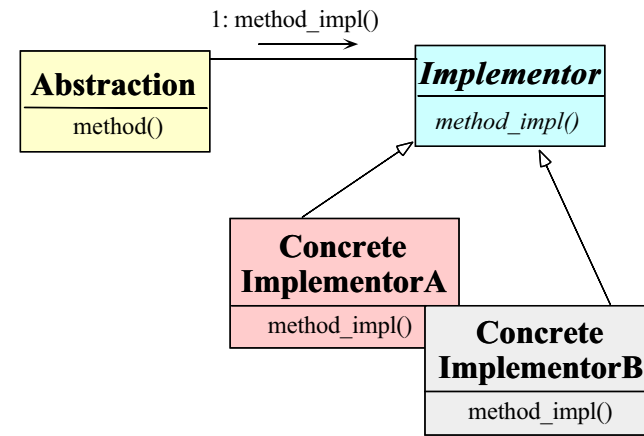 1: method_impl()
Abstraction
method()
Implementor
method_impl()
Concrete
ImplementorA
method_impl()
Concrete
ImplementorB
method_impl()